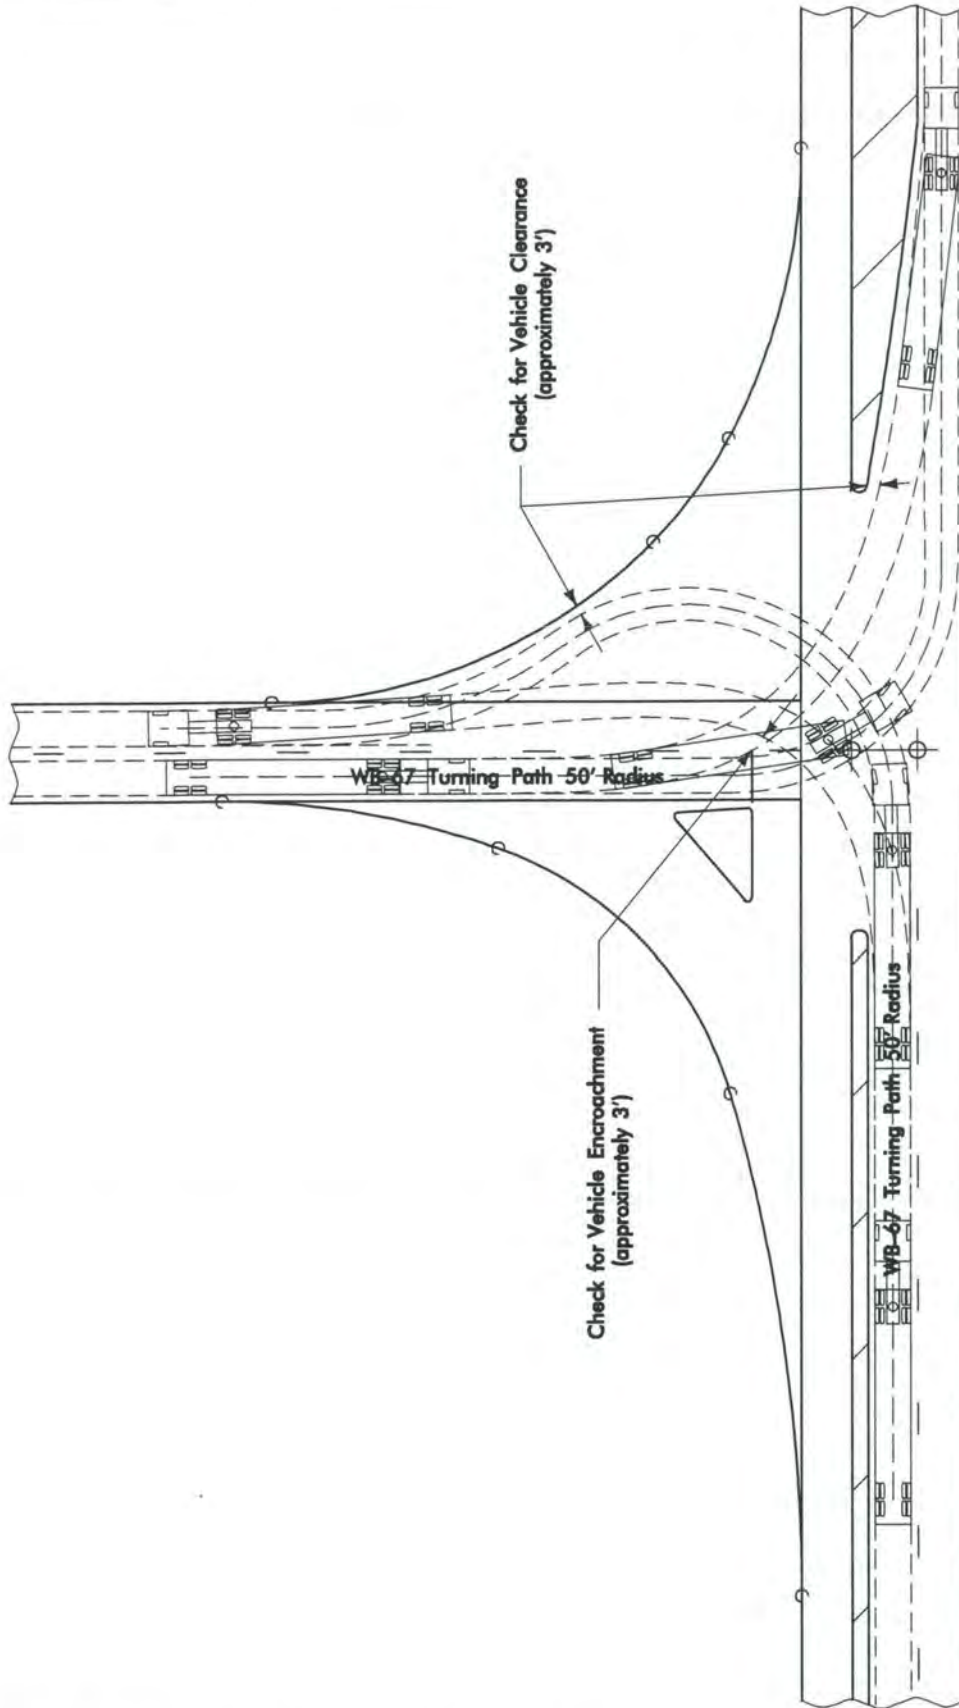 Check for Vehicle Clearance
(approximately 3')
WB-67 Turning Path 50' Radius
Check for Vehicle Encroachment
(approximately 3')
WB-67 Turning Path 50' Radius